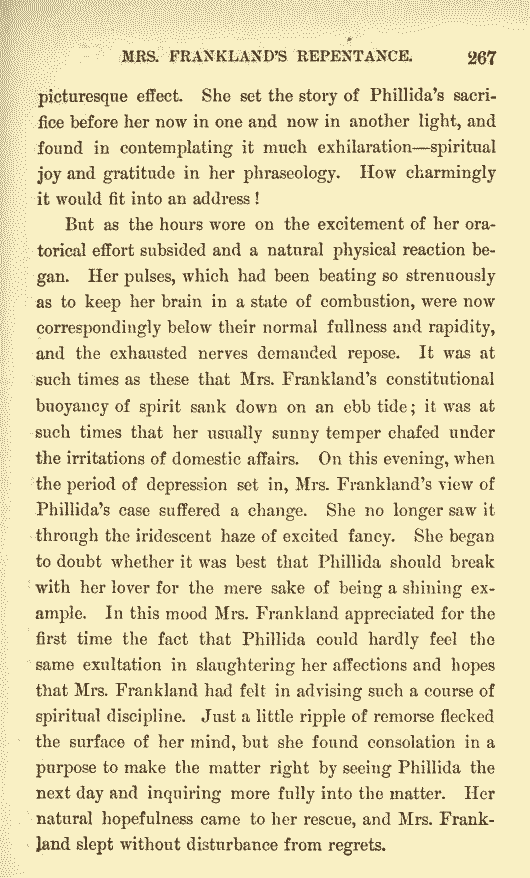 MRS. FRANKLAND'S REPENTANCE. 267
picturesque effect. She set the story of Phillida's sacri-
fice before her now in one and now in another light, and
found in contemplating it much exhilaration—spiritual
joy and gratitude in her phraseology. How charmingly
it would fit into an address!
But as the hours wore on the excitement of her ora-
torical effort subsided and a natural physical reaction be-
gan. Her pulses, which had been beating so strenuously
as to keep her brain in a state of combustion, were now
correspondingly below their normal fullness and rapidity,
and the exhausted nerves demanded repose. It was at
such times as these that Mrs. Frankland's constitutional
buoyancy of spirit sank down on an ebb tide; it was at
such times that her usually sunny temper chafed under
the irritations of domestic affairs. On this evening, when
the period of depression set in, Mrs. Frankland's view of
Phillida's case suffered a change. She no longer saw it
through the iridescent haze of excited fancy. She began
to doubt whether it was best that Phillida should break
with her lover for the mere sake of being a shining ex-
ample. In this mood Mrs. Frankland appreciated for the
first time the fact that Phillida could hardly feel the
same exultation in slaughtering her affections and hopes
that Mrs. Frankland had felt in advising such a course of
spiritual discipline. Just a little ripple of remorse flecked
the surface of her mind, but she found consolation in a
purpose to make the matter right by seeing Phillida the
next day and inquiring more fully into the matter. Her
natural hopefulness came to her rescue, and Mrs. Frank-
land slept without disturbance from regrets.